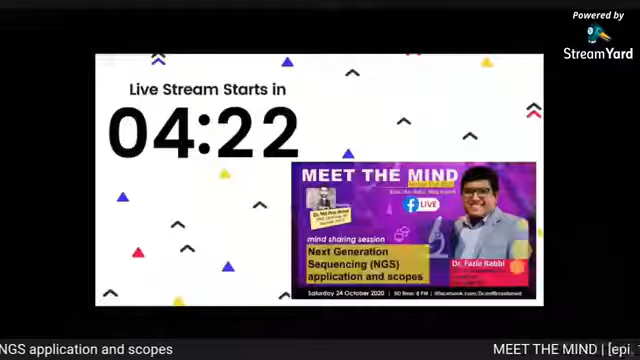 Powered by
StreamYard
Live Stream Starts in
04:22
MEET THE MIND
LIVE
mind sharing session
Next Generation
Sequencing (NGS)
application and scopes
Dr. Fazle Rabbi
Saturday 24 October 2020
NGS application and scopes
MEET THE MIND | [epi.